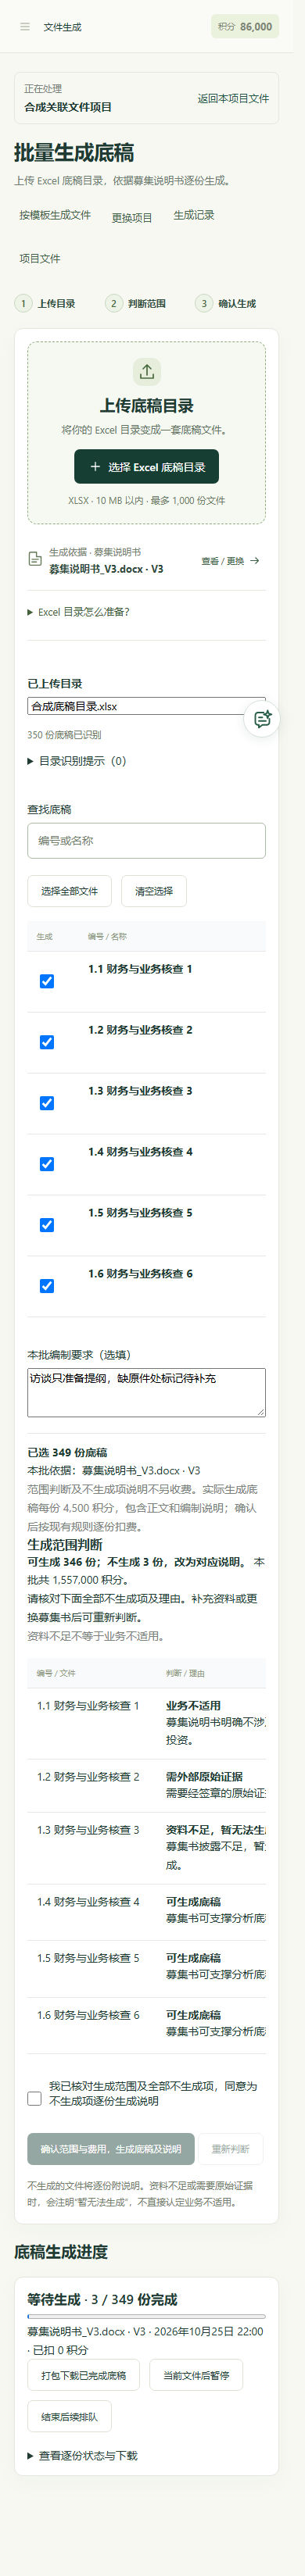 文件生成
积分 86,000
正在处理
合成关联文件项目
返回本项目文件
批量生成底稿
上传 Excel 底稿目录，依据募集说明书逐份生成。
按模板生成文件
更换项目
生成记录
项目文件
1 上传目录
2 判断范围
3 确认生成
上传底稿目录
将你的 Excel 目录变成一套底稿文件。
选择 Excel 底稿目录
XLSX · 10 MB 以内 · 最多 1,000 份文件
生成依据 · 募集说明书
募集说明书_V3.docx · V3
查看 / 更换 →
Excel 目录怎么准备？
已上传目录
合成底稿目录.xlsx
350 份底稿已识别
目录识别提示（0）
查找底稿
编号或名称
选择全部文件
清空选择
生成
编号 / 名称
1.1 财务与业务核查 1
1.2 财务与业务核查 2
1.3 财务与业务核查 3
1.4 财务与业务核查 4
1.5 财务与业务核查 5
1.6 财务与业务核查 6
本批编制要求（选填）
访谈只准备提纲，缺原件处标记待补充
已选 349 份底稿
本批依据：募集说明书_V3.docx · V3
范围判断及不生成项说明不另收费。实际生成底
稿每份 4,500 积分，包含正文和编制说明；确认
后按现有规则逐份扣费。
生成范围判断
可生成 346 份；不生成 3 份，改为对应说明。 本
批共 1,557,000 积分。
请核对下面全部不生成项及理由。补充资料或更
换募集书后可重新判断。
资料不足不等于业务不适用。
编号 / 文件
判断 / 理由
1.1 财务与业务核查 1
业务不适用
募集说明书明确不涉
投资。
1.2 财务与业务核查 2
需外部原始证据
需要经签章的原始证
1.3 财务与业务核查 3
资料不足，暂无法生
募集书披露不足，暂
成。
1.4 财务与业务核查 4
可生成底稿
募集书可支撑分析底
1.5 财务与业务核查 5
可生成底稿
募集书可支撑分析底
1.6 财务与业务核查 6
可生成底稿
募集书可支撑分析底
我已核对生成范围及全部不生成项，同意为
不生成项逐份生成说明
确认范围与费用，生成底稿及说明
重新判断
不生成的文件将逐份附说明。资料不足或需要原始证据
时，会注明“暂无法生成”，不直接认定业务不适用。
底稿生成进度
等待生成 · 3 / 349 份完成
募集说明书_V3.docx · V3 · 2026年10月25日 22:00
· 已扣 0 积分
打包下载已完成底稿
当前文件后暂停
结束后续排队
查看逐份状态与下载